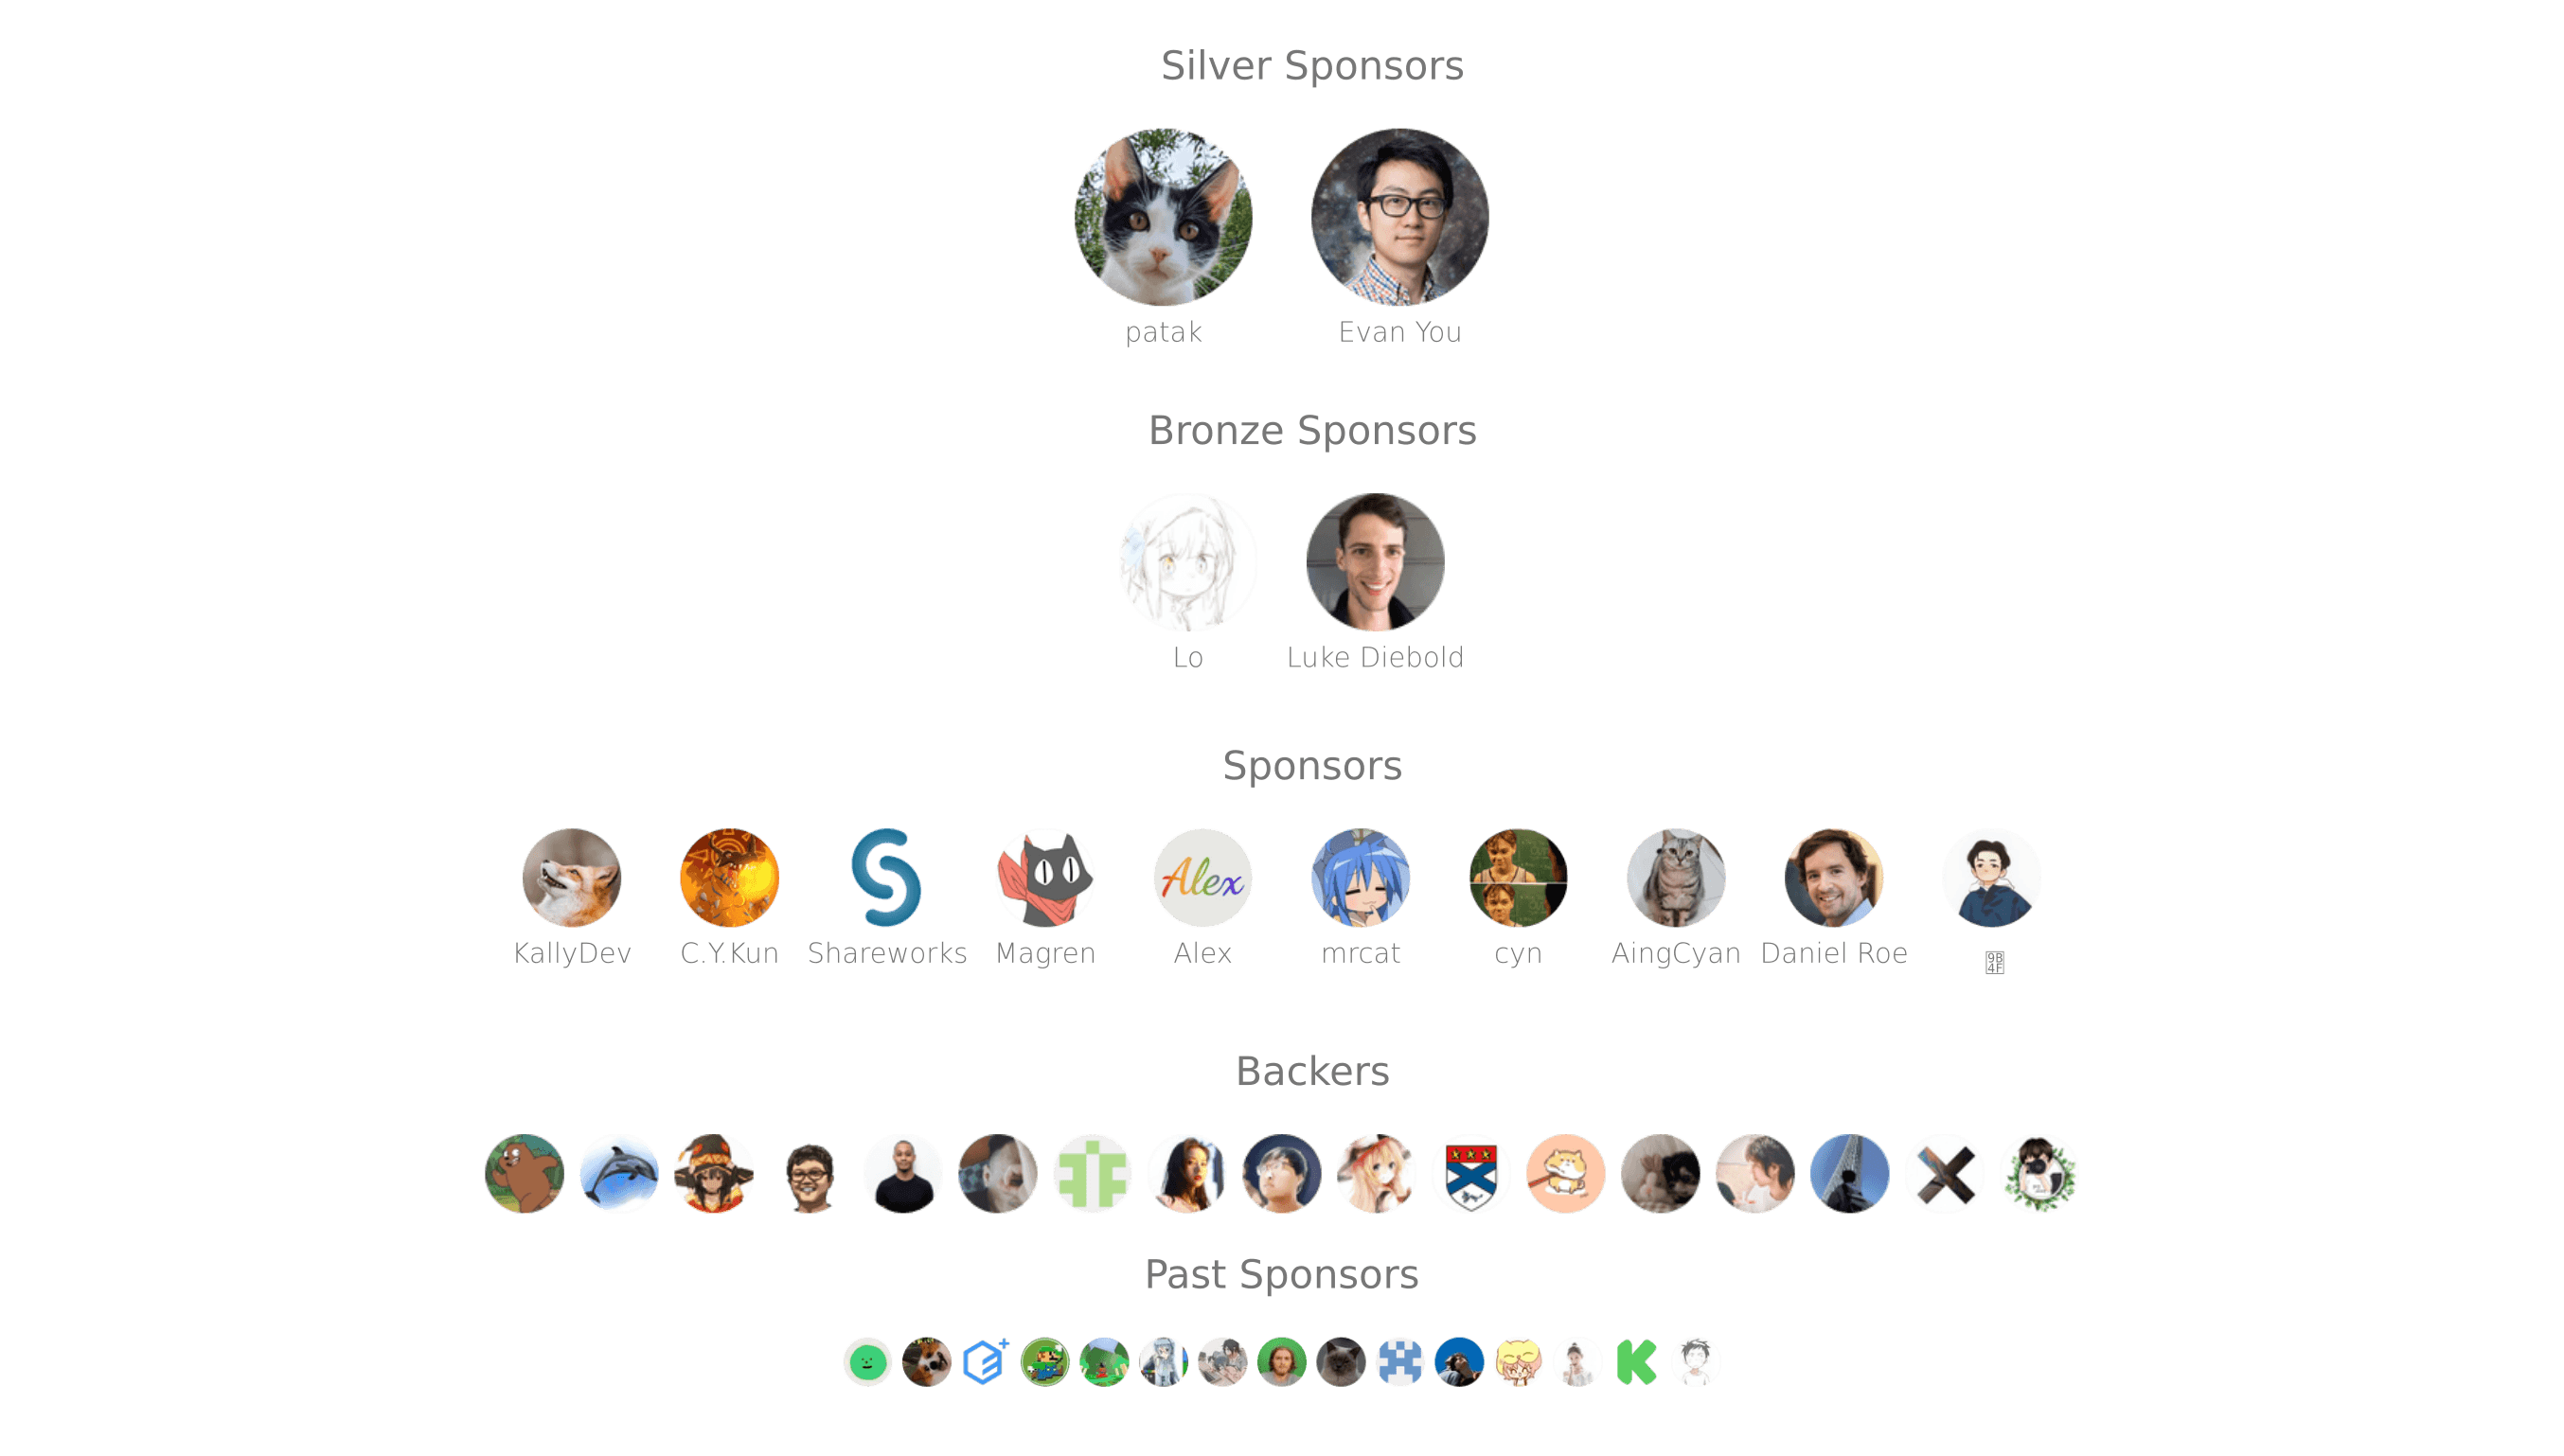 Silver Sponsors
patak Evan You
Bronze Sponsors
Lo Luke Diebold
Sponsors
Alex
KallyDev C.Y.Kun Shareworks Magren Alex mrcat cyn AingCyan Daniel Roe
Backers
Past Sponsors